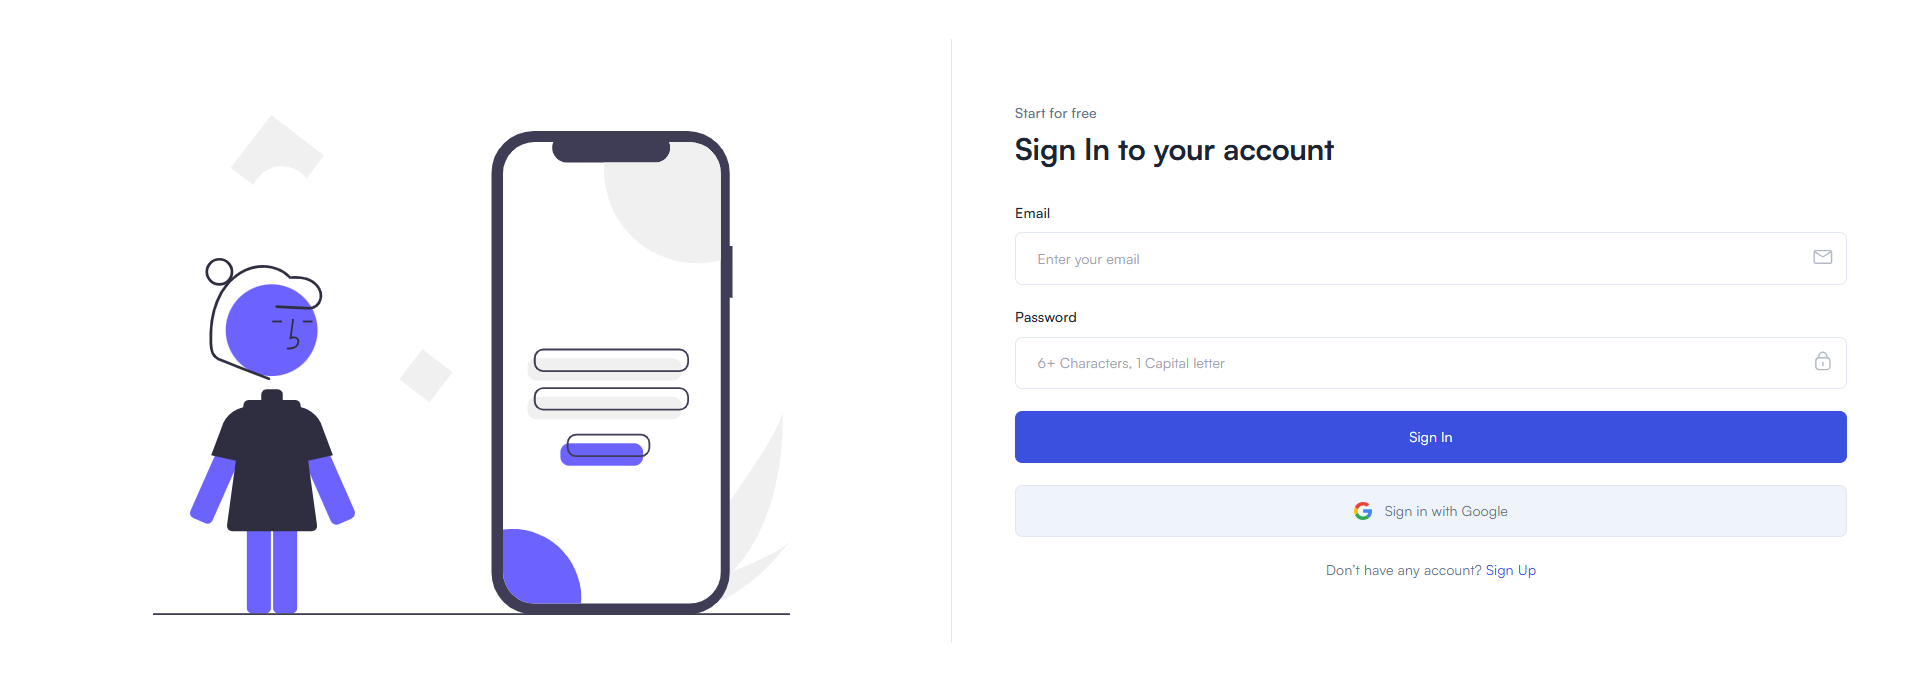 Start for free
Sign In to your account
Email
Enter your email
Password
6+ Characters, 1 Capital letter
Sign In
Sign in with Google
Don't have any account? Sign Up